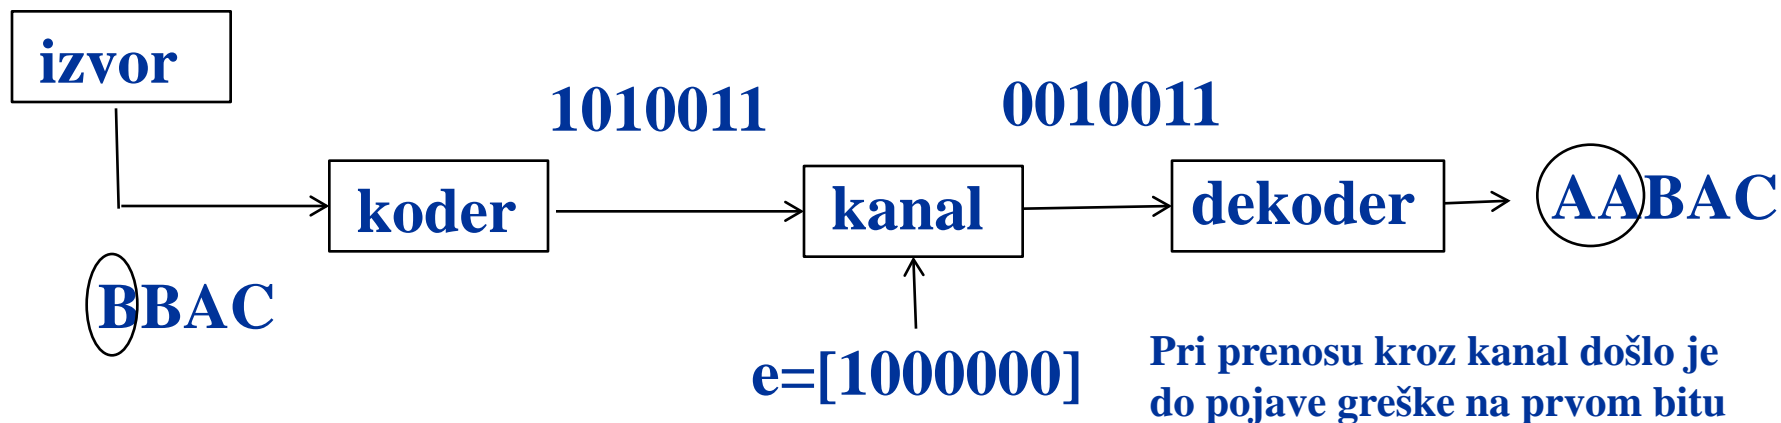 izvor
1010011
0010011
koder
kanal
dekoder
AABAC
BBAC
e=[1000000]
Pri prenosu kroz kanal došlo je
do pojave greške na prvom bitu